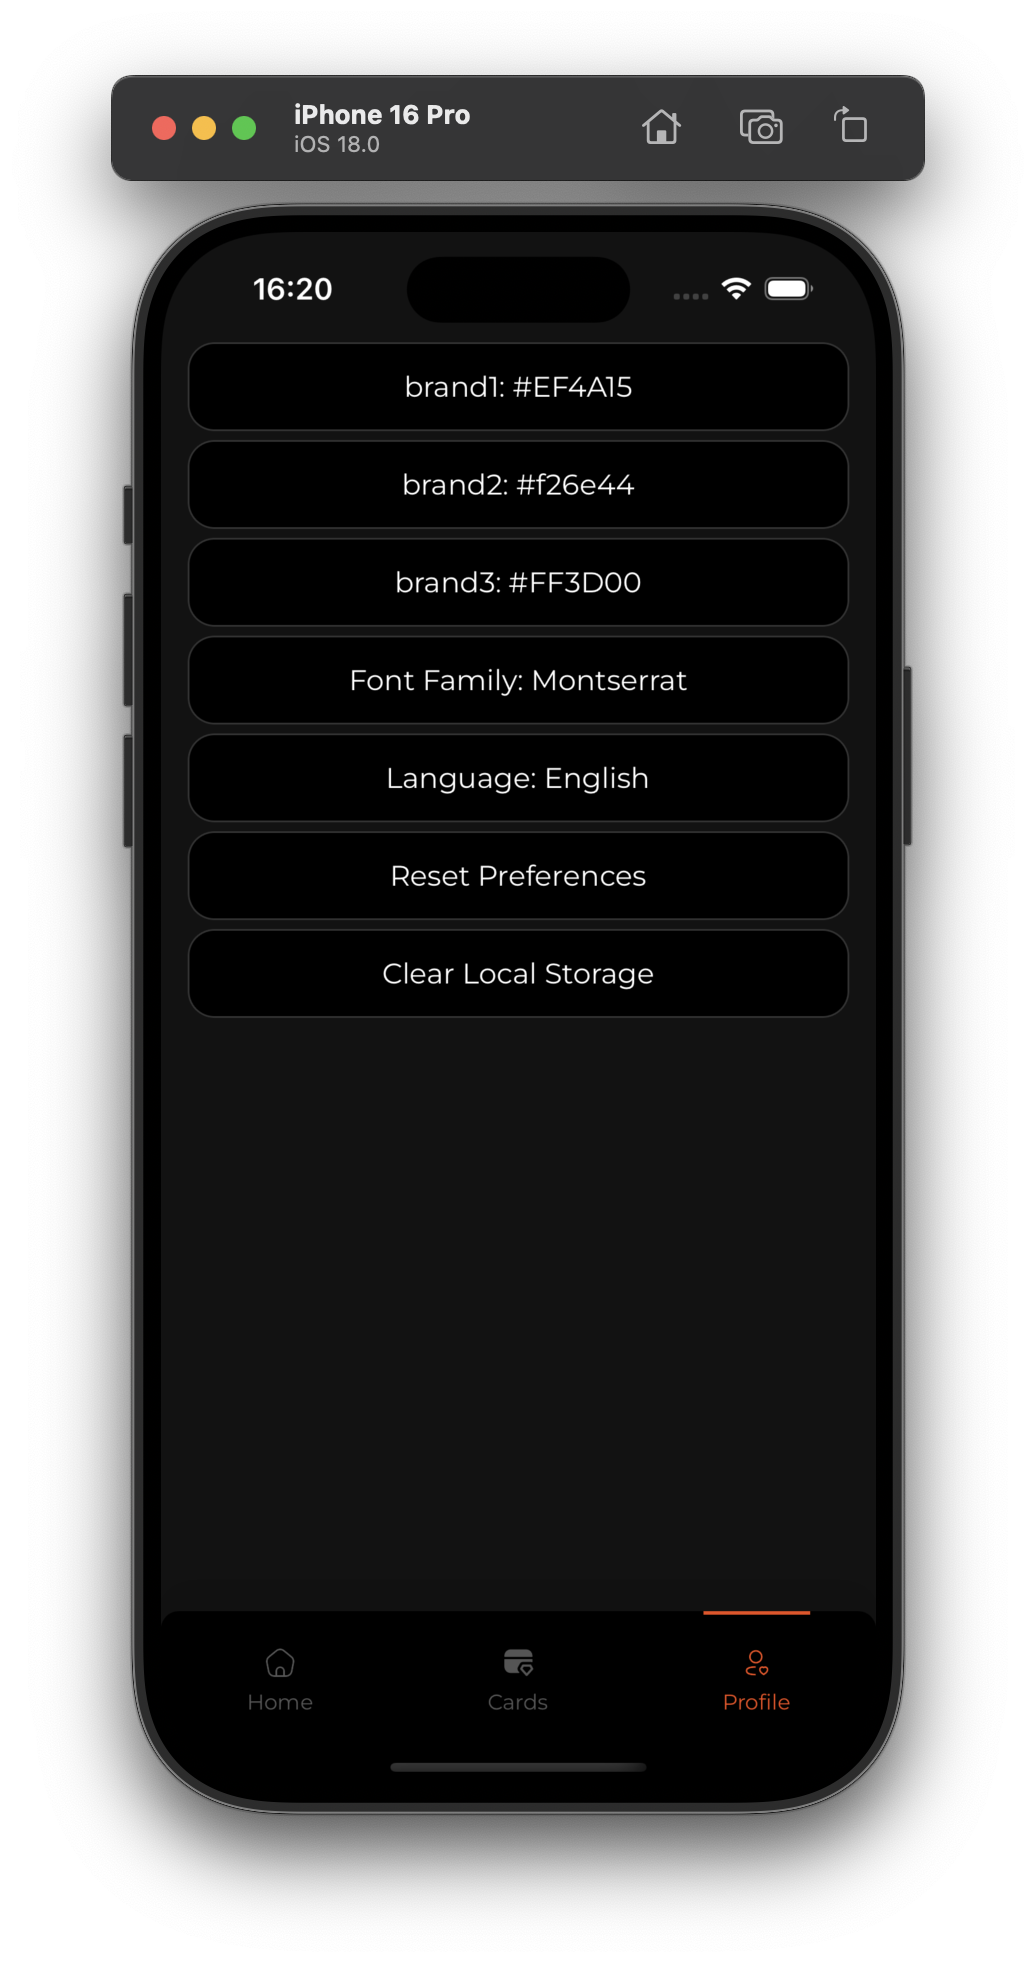 iPhone 16 Pro
iOS 18.0
16:20
brand1: #EF4A15
brand2: #f26e44
brand3: #FF3D00
Font Family: Montserrat
Language: English
Reset Preferences
Clear Local Storage
Home
Cards
Profile